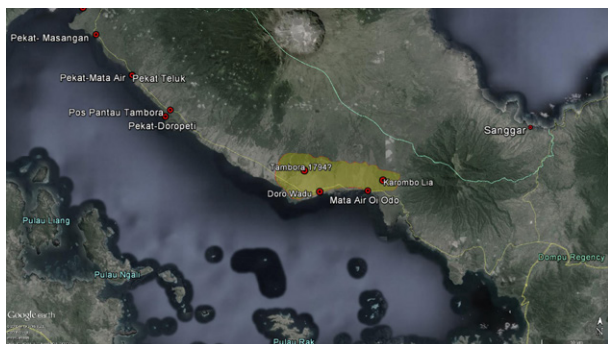 Pekat- Masangan
Pekat-Mata Air Pekat Teluk
Pos Pantau Tambora
Pekat-Doropeti
Sanggar
Tambora 1794?
Karombo Lia
Doro Wadu
Mata Air Oi Odo
Pulau Liang
Pulau Ngali
Dompu Regency
Pulau Rak
Google earth